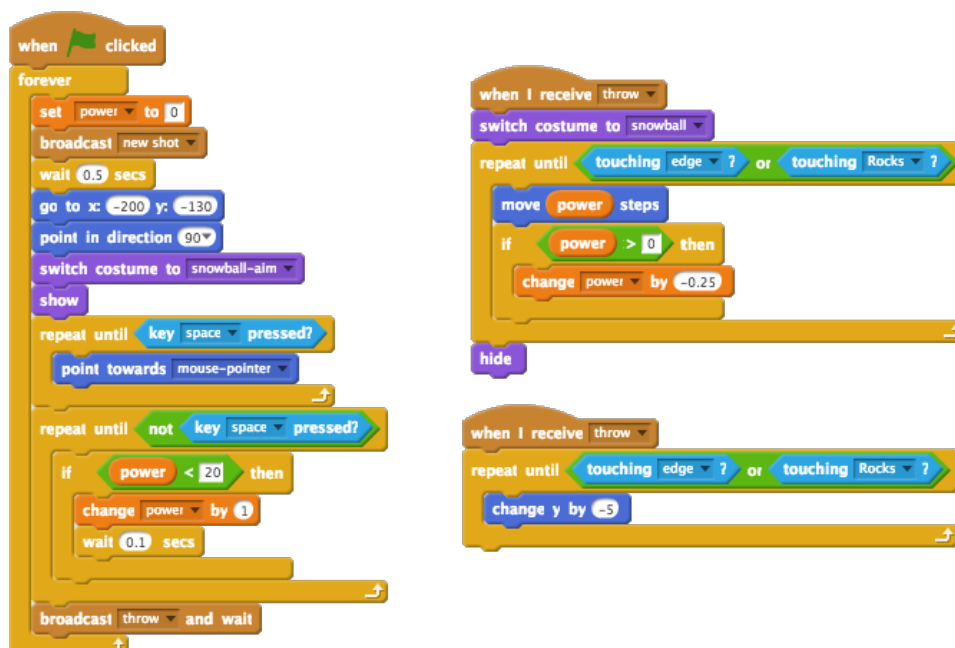 when clicked
forever
set power to 0
broadcast new shot
wait 0.5 secs
go to x: -200 y: -130
point in direction 90
switch costume to snowball-aim
show
repeat until key space pressed?
point towards mouse-pointer
repeat until not key space pressed?
if power < 20 then
change power by 1
wait 0.1 secs
broadcast throw and wait
when I receive throw
switch costume to snowball
repeat until touching edge ? or touching Rocks ?
move power steps
if power > 0 then
change power by -0.25
hide
when I receive throw
repeat until touching edge ? or touching Rocks ?
change y by -5